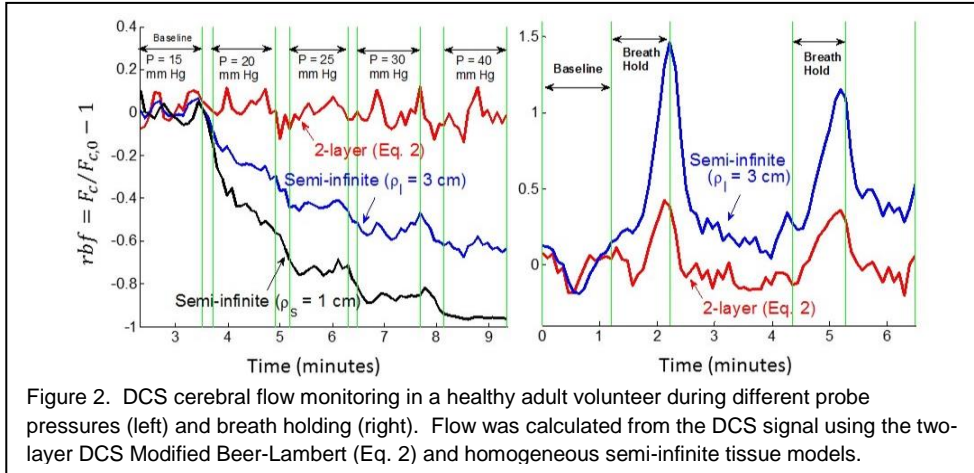 0.4
0.2
0
-0.2
-0.4
-0.6
-0.8
-1
rbf = F_c/F_{c,0} − 1
Baseline
P = 15
mm Hg
P = 20
mm Hg
P = 25
mm Hg
P = 30
mm Hg
P = 40
mm Hg
2-layer (Eq. 2)
Semi-infinite (ρ_l = 3 cm)
Semi-infinite (ρ_s = 1 cm)
3 4 5 6 7 8 9
Time (minutes)
1.5
1
0.5
0
Baseline
Breath
Hold
Breath
Hold
Semi-infinite
(ρ_l = 3 cm)
2-layer (Eq. 2)
0 1 2 3 4 5 6
Time (minutes)
Figure 2. DCS cerebral flow monitoring in a healthy adult volunteer during different probe
pressures (left) and breath holding (right). Flow was calculated from the DCS signal using the two-
layer DCS Modified Beer-Lambert (Eq. 2) and homogeneous semi-infinite tissue models.